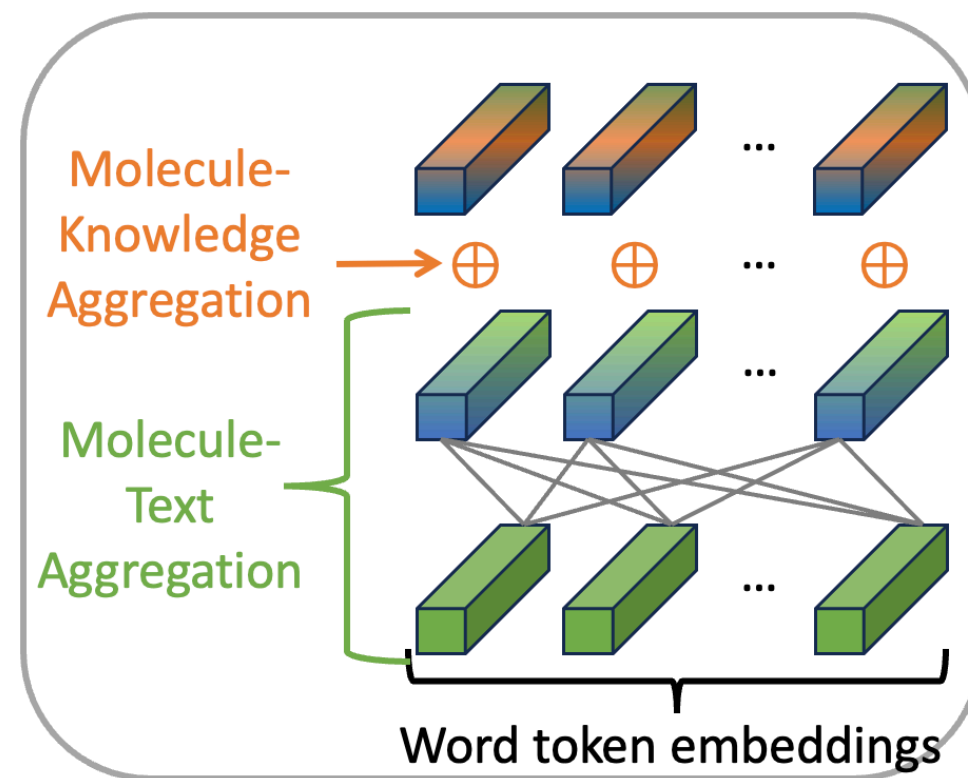 Molecule-
Knowledge
Aggregation
...
...
...
Molecule-
Text
Aggregation
...
Word token embeddings